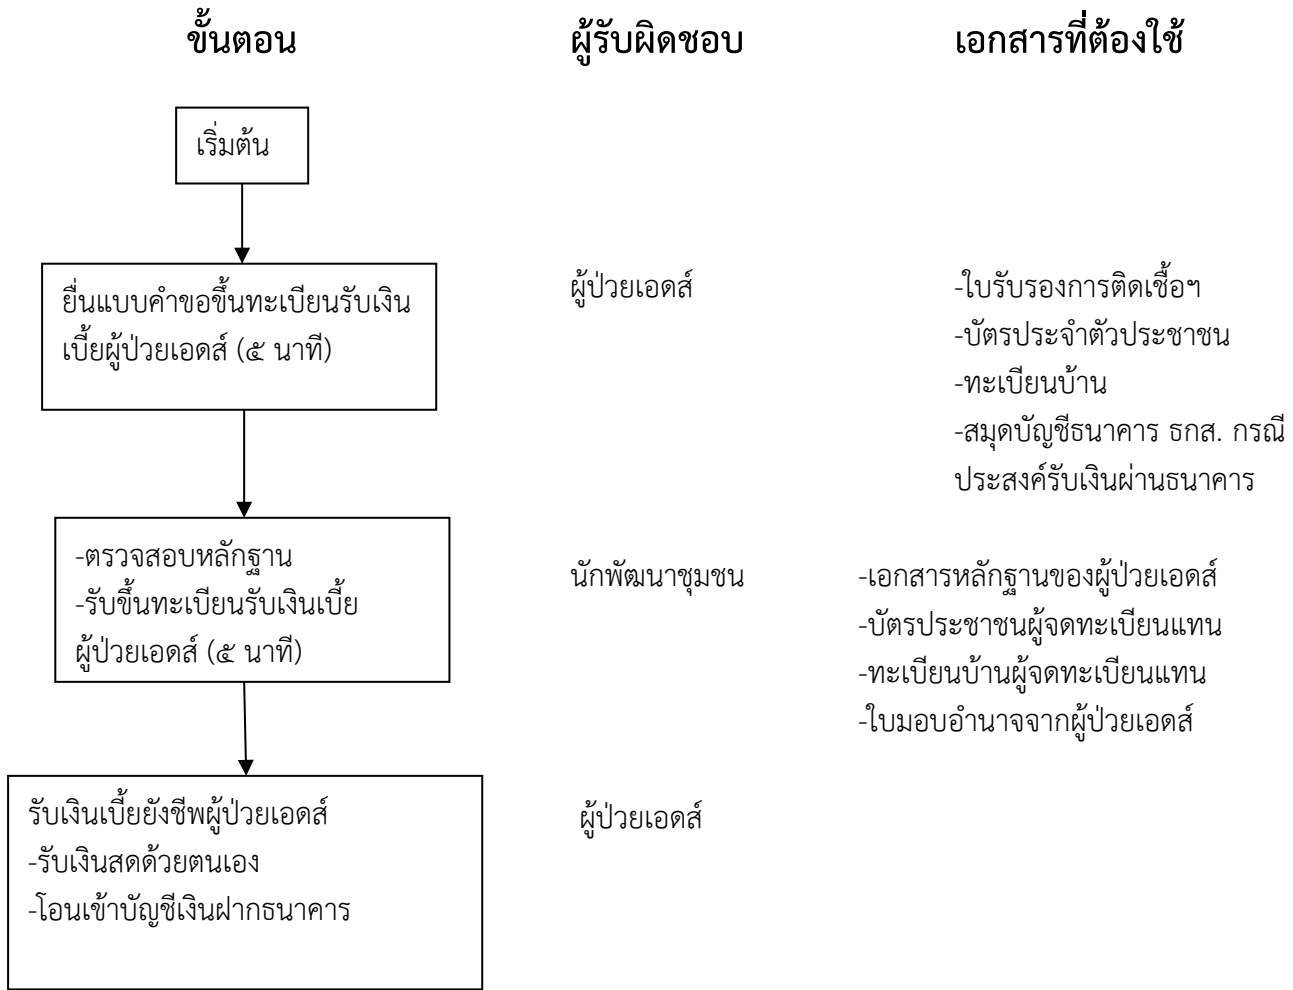 ขั้นตอน
ผู้รับผิดชอบ
เอกสารที่ต้องใช้
เริ่มต้น
ยื่นแบบคำขอขึ้นทะเบียนรับเงิน
เบี้ยผู้ป่วยเอดส์ (๕ นาที)
ผู้ป่วยเอดส์
-ใบรับรองการติดเชื้อฯ
-บัตรประจำตัวประชาชน
-ทะเบียนบ้าน
-สมุดบัญชีธนาคาร ธกส. กรณี
ประสงค์รับเงินผ่านธนาคาร
-ตรวจสอบหลักฐาน
-รับขึ้นทะเบียนรับเงินเบี้ย
ผู้ป่วยเอดส์ (๕ นาที)
นักพัฒนาชุมชน
-เอกสารหลักฐานของผู้ป่วยเอดส์
-บัตรประชาชนผู้จดทะเบียนแทน
-ทะเบียนบ้านผู้จดทะเบียนแทน
-ใบมอบอำนาจจากผู้ป่วยเอดส์
รับเงินเบี้ยยังชีพผู้ป่วยเอดส์
-รับเงินสดด้วยตนเอง
-โอนเข้าบัญชีเงินฝากธนาคาร
ผู้ป่วยเอดส์